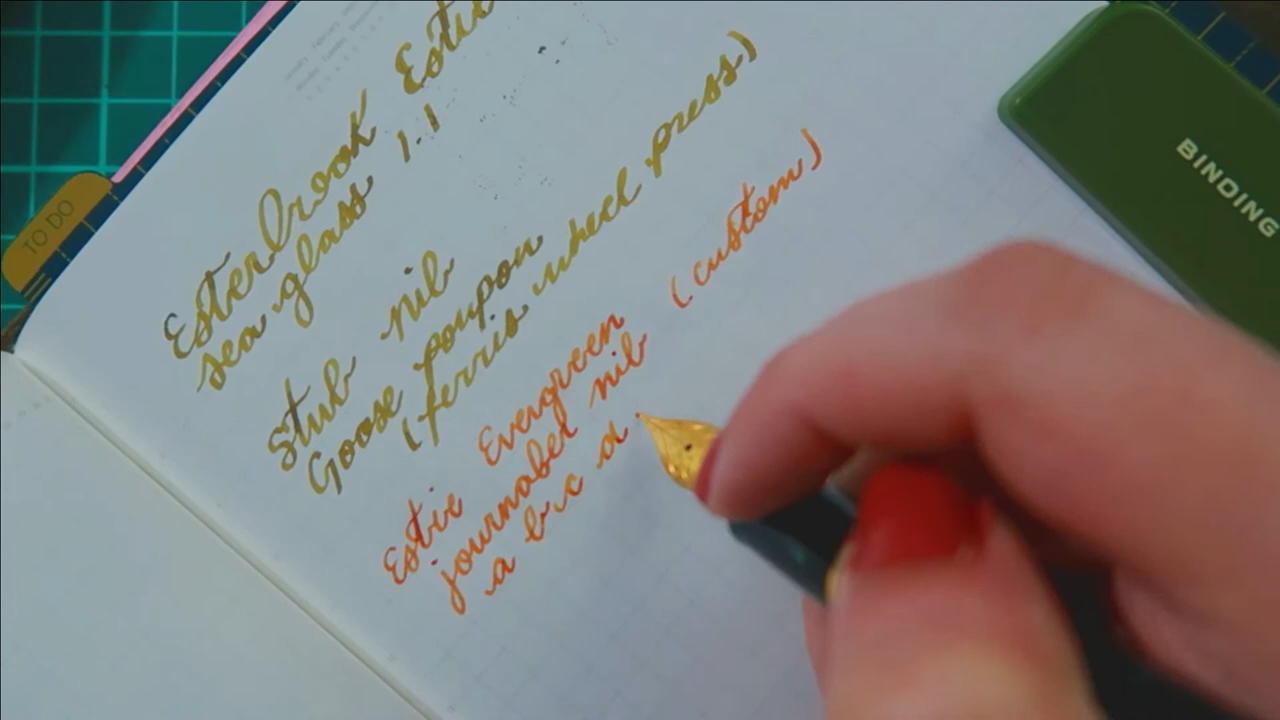 TO DO
Esterbrook Estie
sea glass 1.1
stub nib
Goose poupon
(ferris wheel press)
Estie Evergreen
journaler nib (custom)
a b c d
BINDING